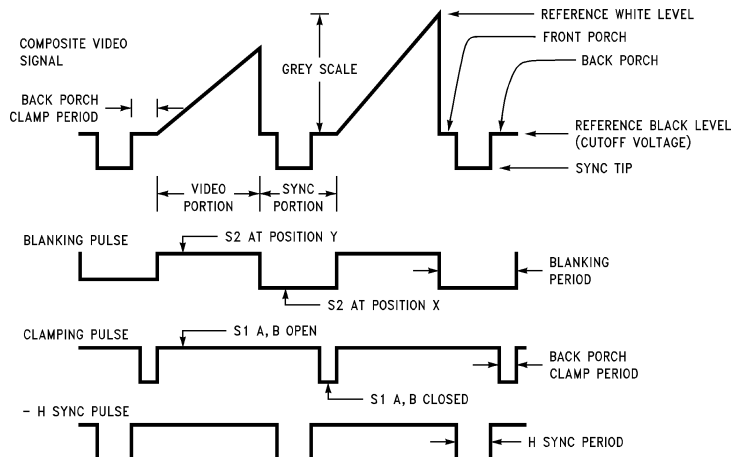 REFERENCE WHITE LEVEL
FRONT PORCH
COMPOSITE VIDEO
SIGNAL
GREY SCALE
BACK PORCH
BACK PORCH
CLAMP PERIOD
REFERENCE BLACK LEVEL
(CUTOFF VOLTAGE)
SYNC TIP
VIDEO
PORTION
SYNC
PORTION
BLANKING PULSE
S2 AT POSITION Y
BLANKING
PERIOD
S2 AT POSITION X
CLAMPING PULSE
S1 A, B OPEN
BACK PORCH
CLAMP PERIOD
S1 A, B CLOSED
– H SYNC PULSE
H SYNC PERIOD